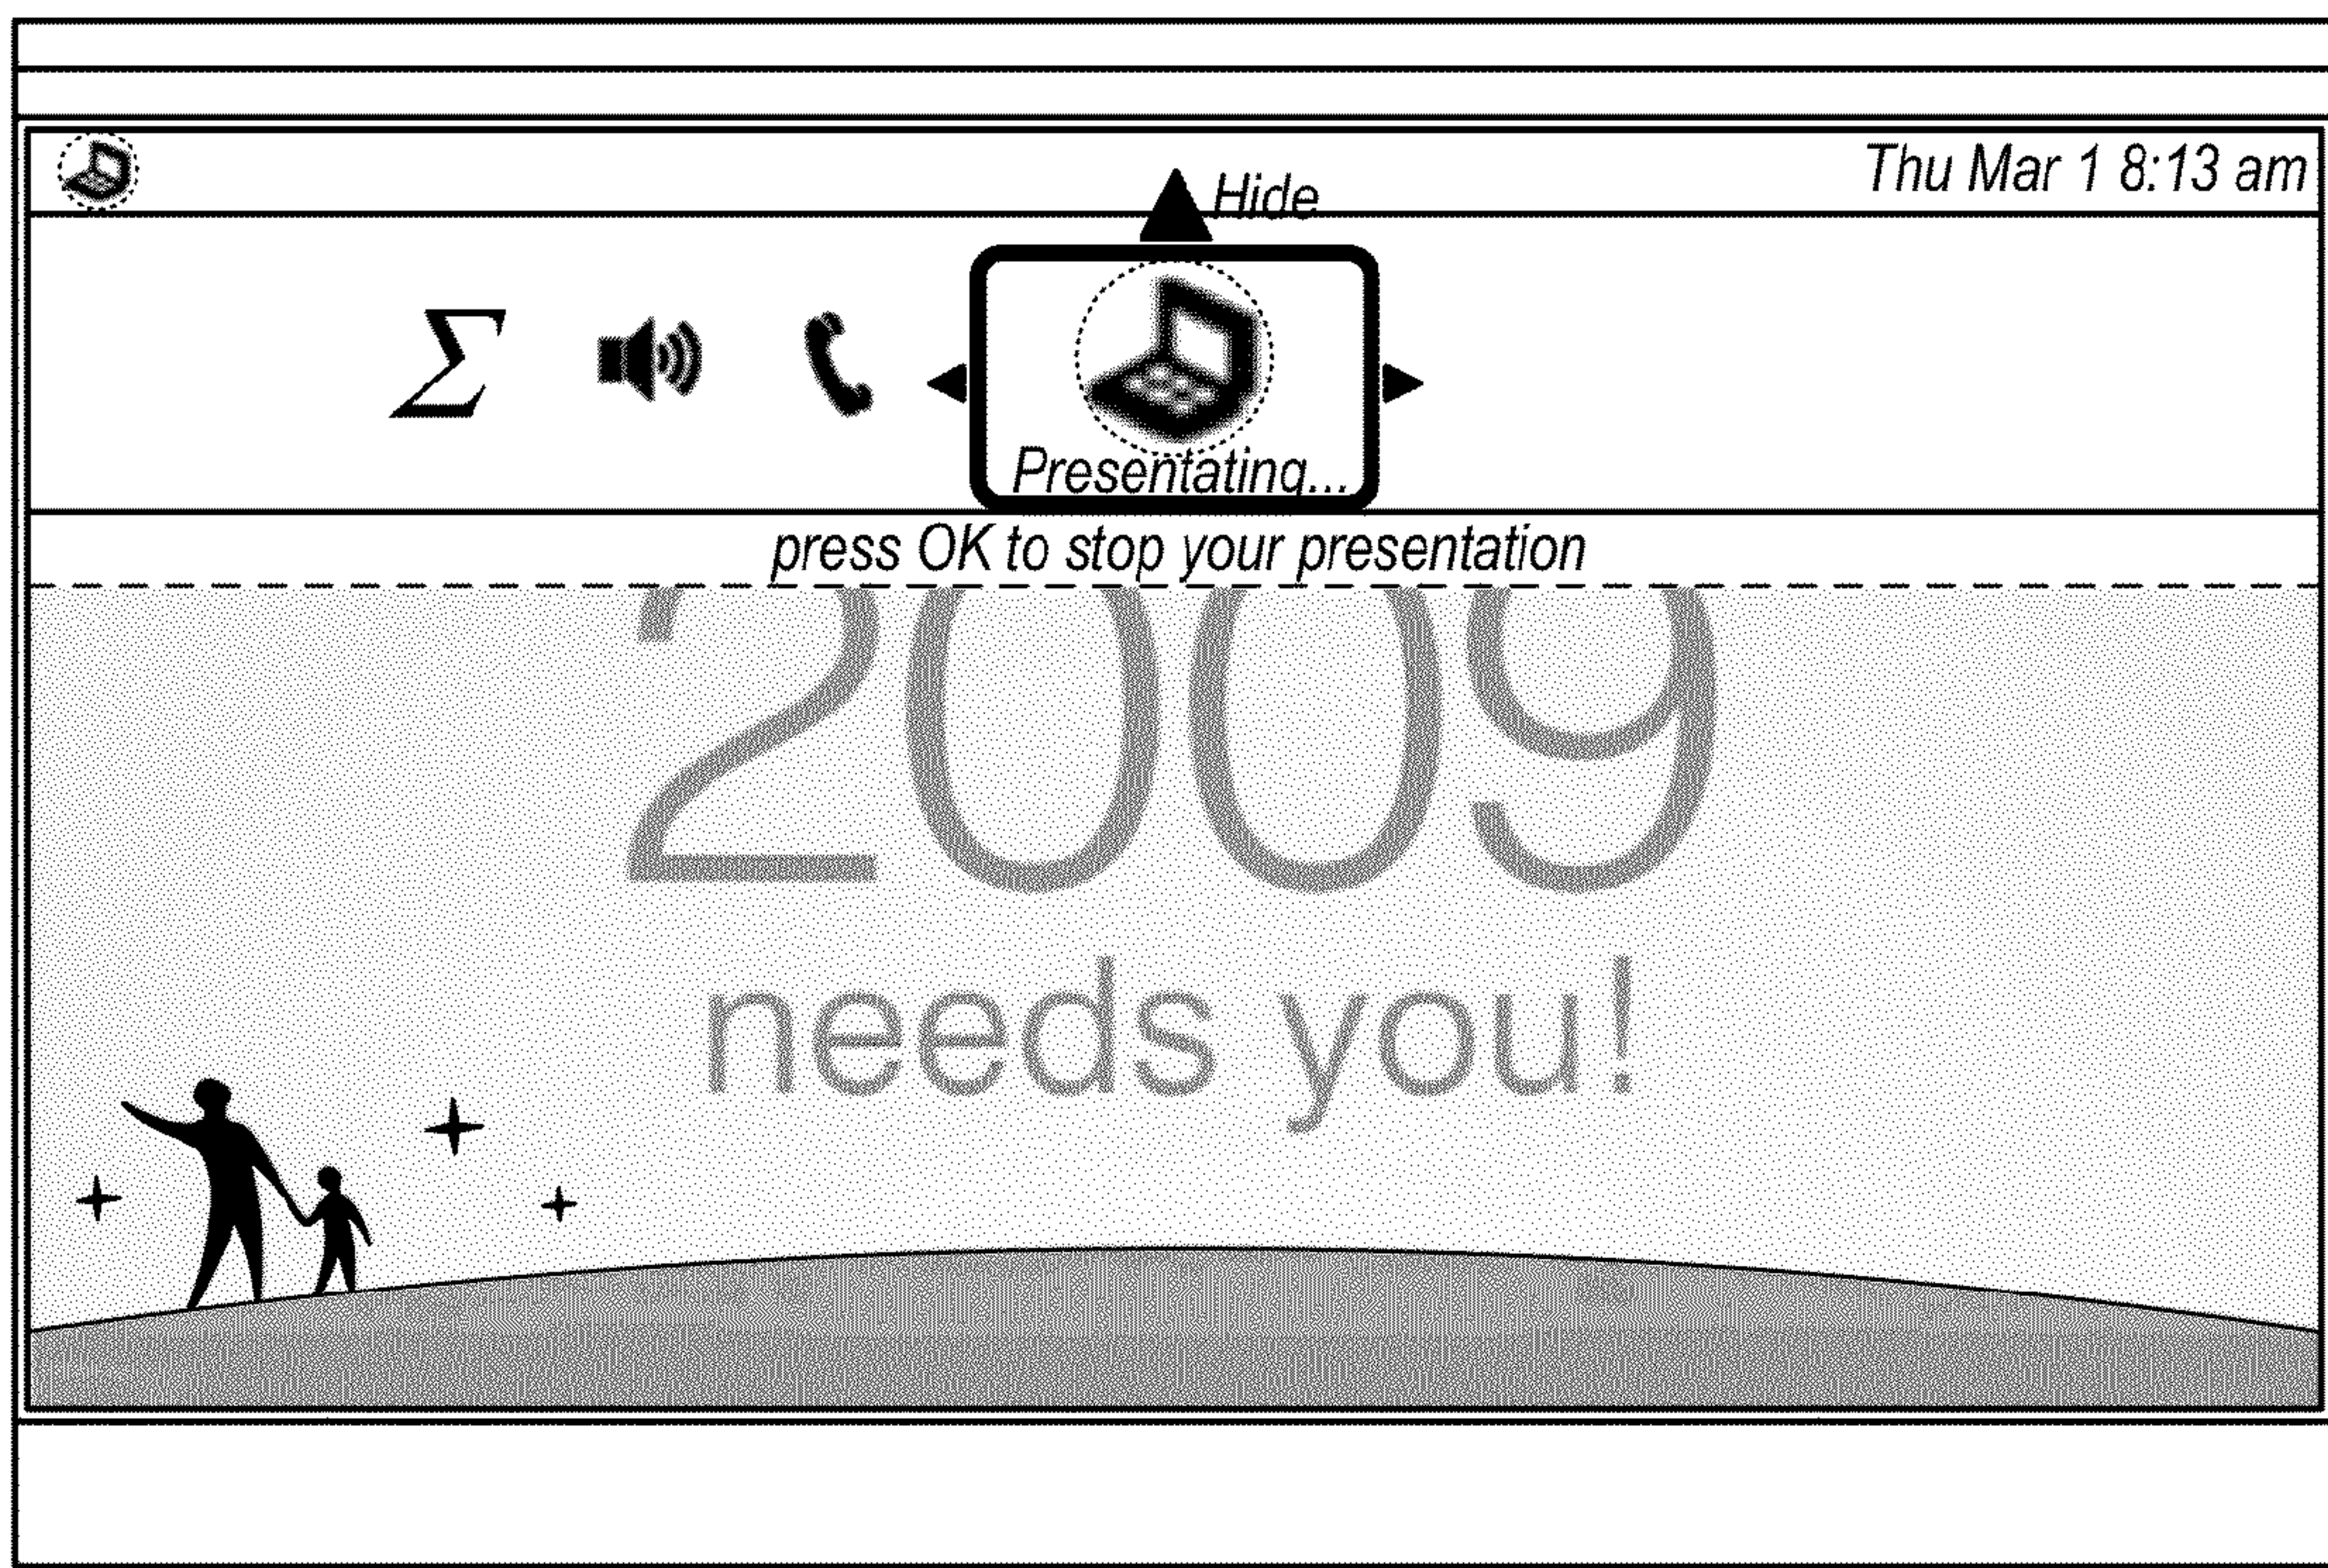 Thu Mar 1 8:13 am
Hide
Σ
Presentating...
press OK to stop your presentation
2009
needs you!